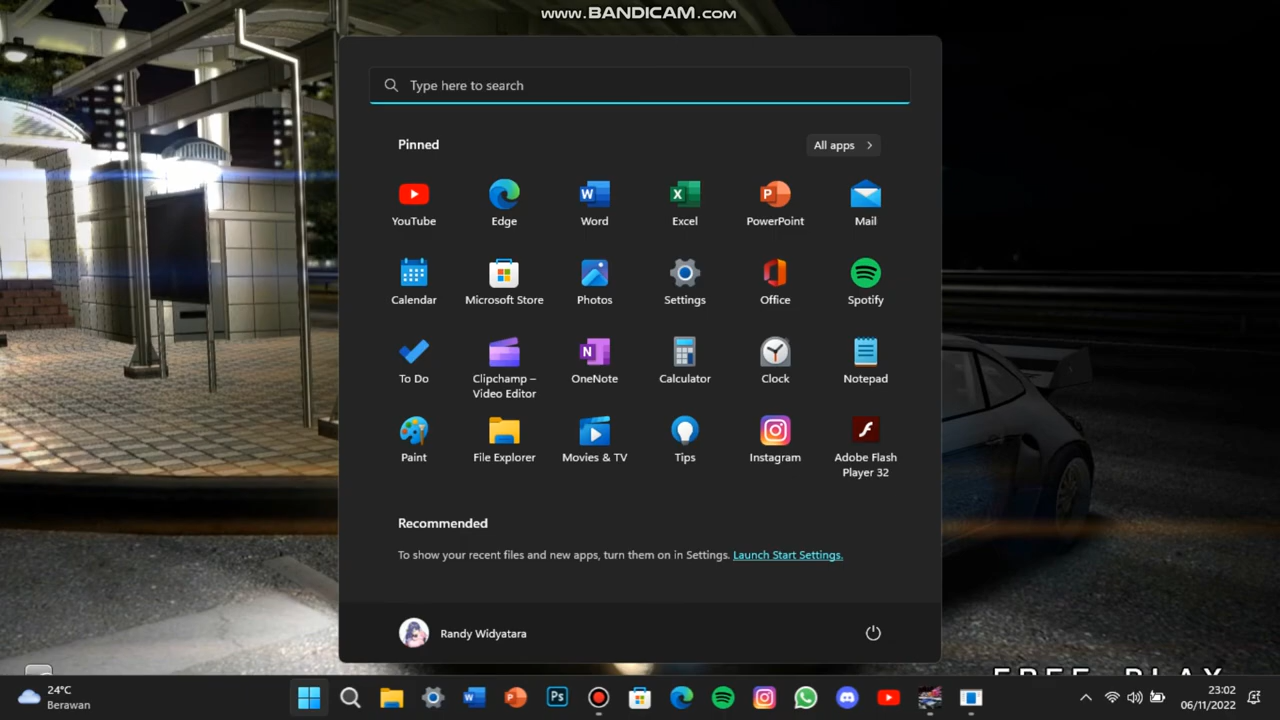 www.BANDICAM.com
Type here to search
Pinned
All apps
YouTube
Edge
Word
Excel
PowerPoint
Mail
Calendar
Microsoft Store
Photos
Settings
Office
Spotify
To Do
Clipchamp –
Video Editor
OneNote
Calculator
Clock
Notepad
Paint
File Explorer
Movies & TV
Tips
Instagram
Adobe Flash
Player 32
Recommended
To show your recent files and new apps, turn them on in Settings. Launch Start Settings.
Randy Widyatara
FREE PLAY
24°C
Berawan
Ps
23:02
06/11/2022